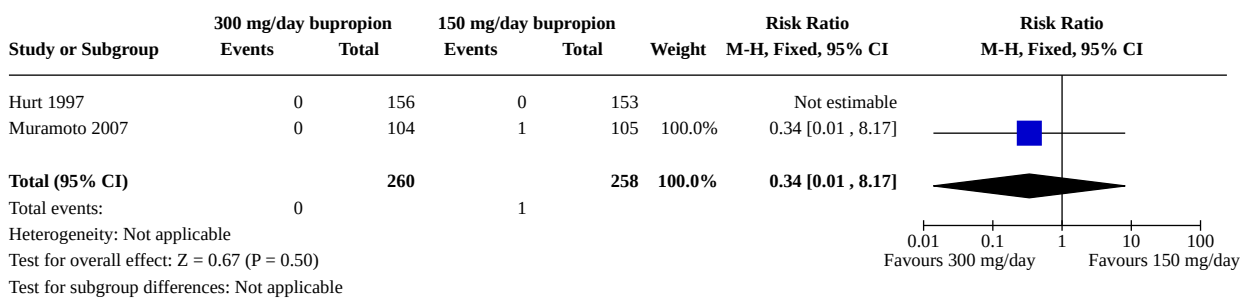 300 mg/day bupropion 150 mg/day bupropion Risk Ratio Risk Ratio
Study or Subgroup Events Total Events Total Weight M-H, Fixed, 95% CI M-H, Fixed, 95% CI
Hurt 1997 0 156 0 153 Not estimable
Muramoto 2007 0 104 1 105 100.0% 0.34 [0.01 , 8.17]
Total (95% CI) 260 258 100.0% 0.34 [0.01 , 8.17]
Total events: 0 1
Heterogeneity: Not applicable
0.01 0.1 1 10 100
Test for overall effect: Z = 0.67 (P = 0.50) Favours 300 mg/day Favours 150 mg/day
Test for subgroup differences: Not applicable